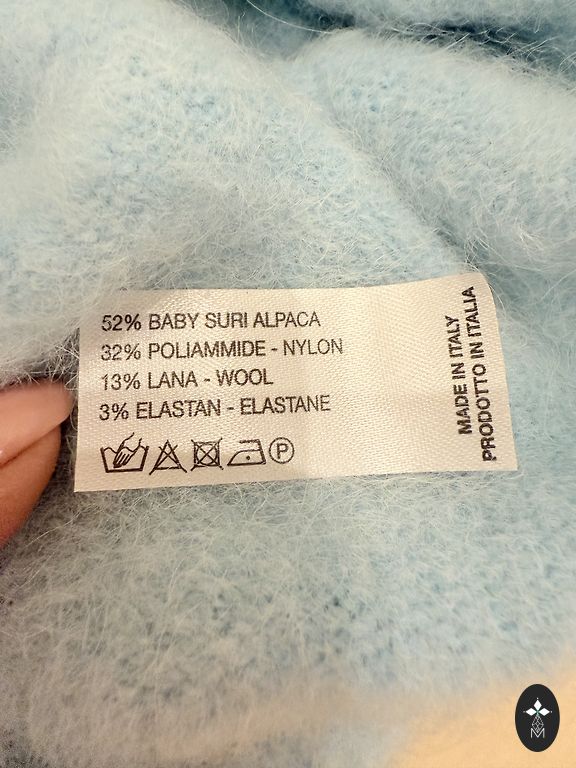 52% BABY SURI ALPACA
32% POLIAMMIDE - NYLON
13% LANA - WOOL
3% ELASTAN - ELASTANE
P
MADE IN ITALY
PRODOTTO IN ITALIA
M